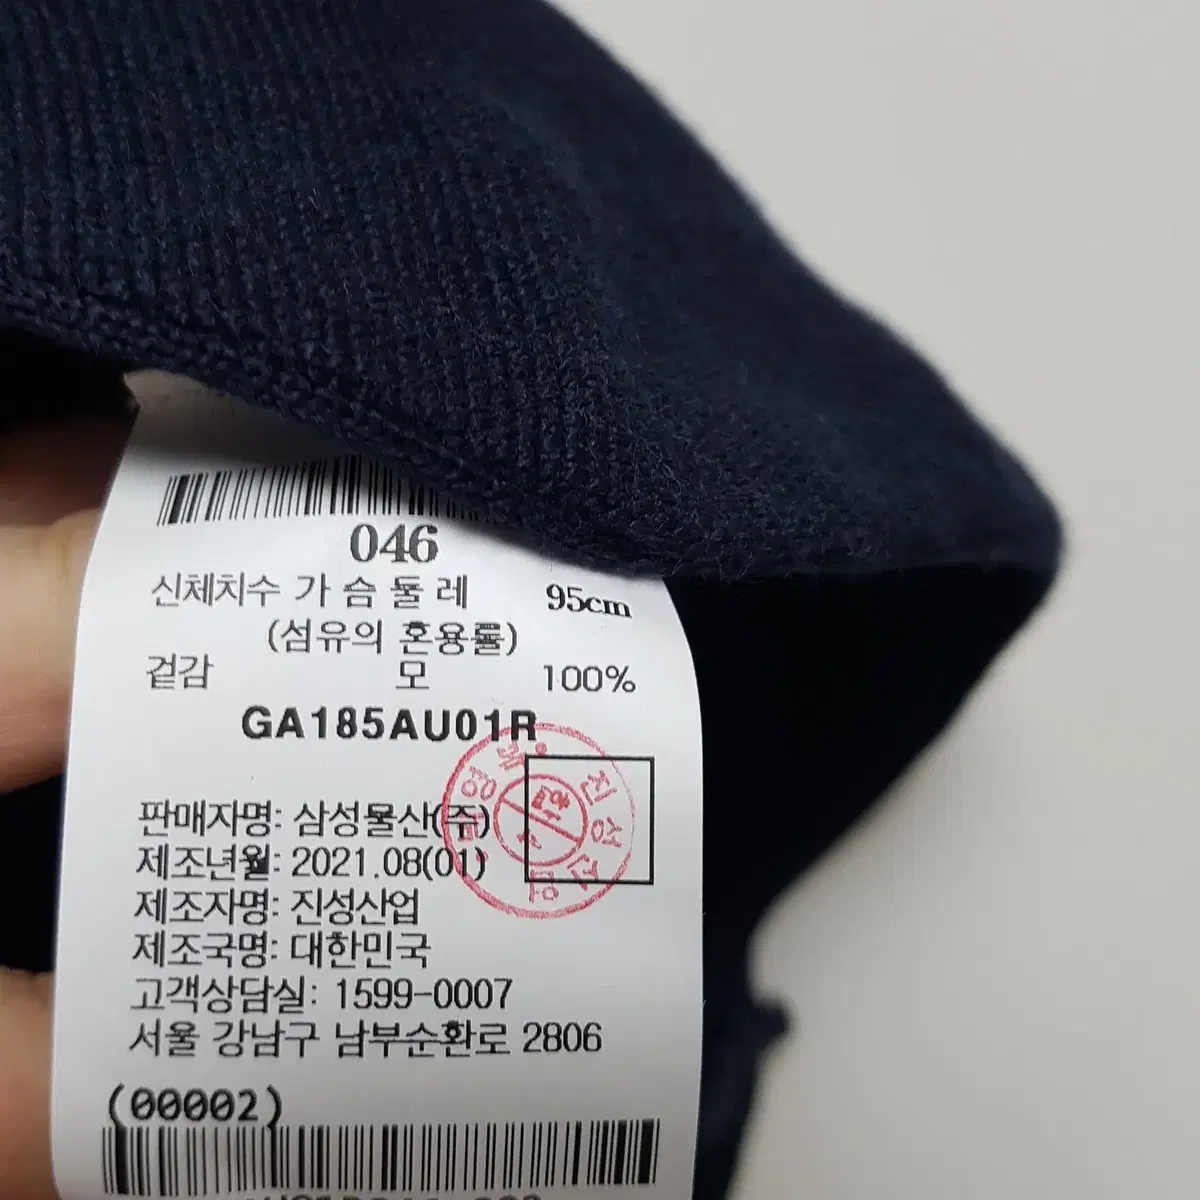 046
신체치수 가 슴 둘 레 95cm
(섬유의 혼용률)
겉감 모 100%
GA185AU01R
판매자명: 삼성물산(주)
제조년월: 2021.08(01)
제조자명: 진성산업
제조국명: 대한민국
고객상담실: 1599-0007
서울 강남구 남부순환로 2806
(00002)